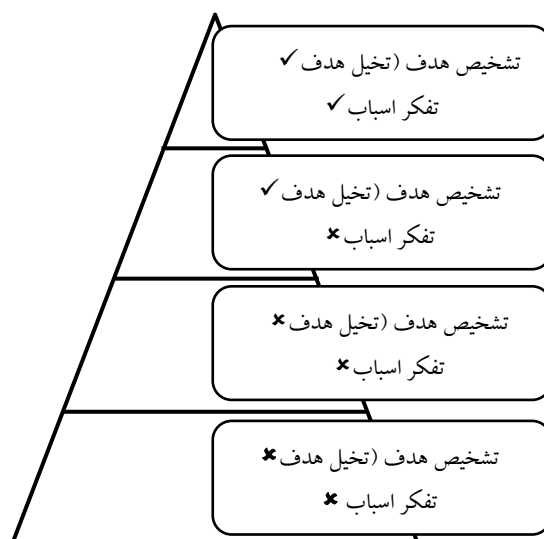 تشخیص هدف (تخیل هدف ✓
تفکر اسباب ✓
تشخیص هدف (تخیل هدف ✓
تفکر اسباب ✘
تشخیص هدف (تخیل هدف ✘
تفکر اسباب ✘
تشخیص هدف (تخیل هدف ✘
تفکر اسباب ✘